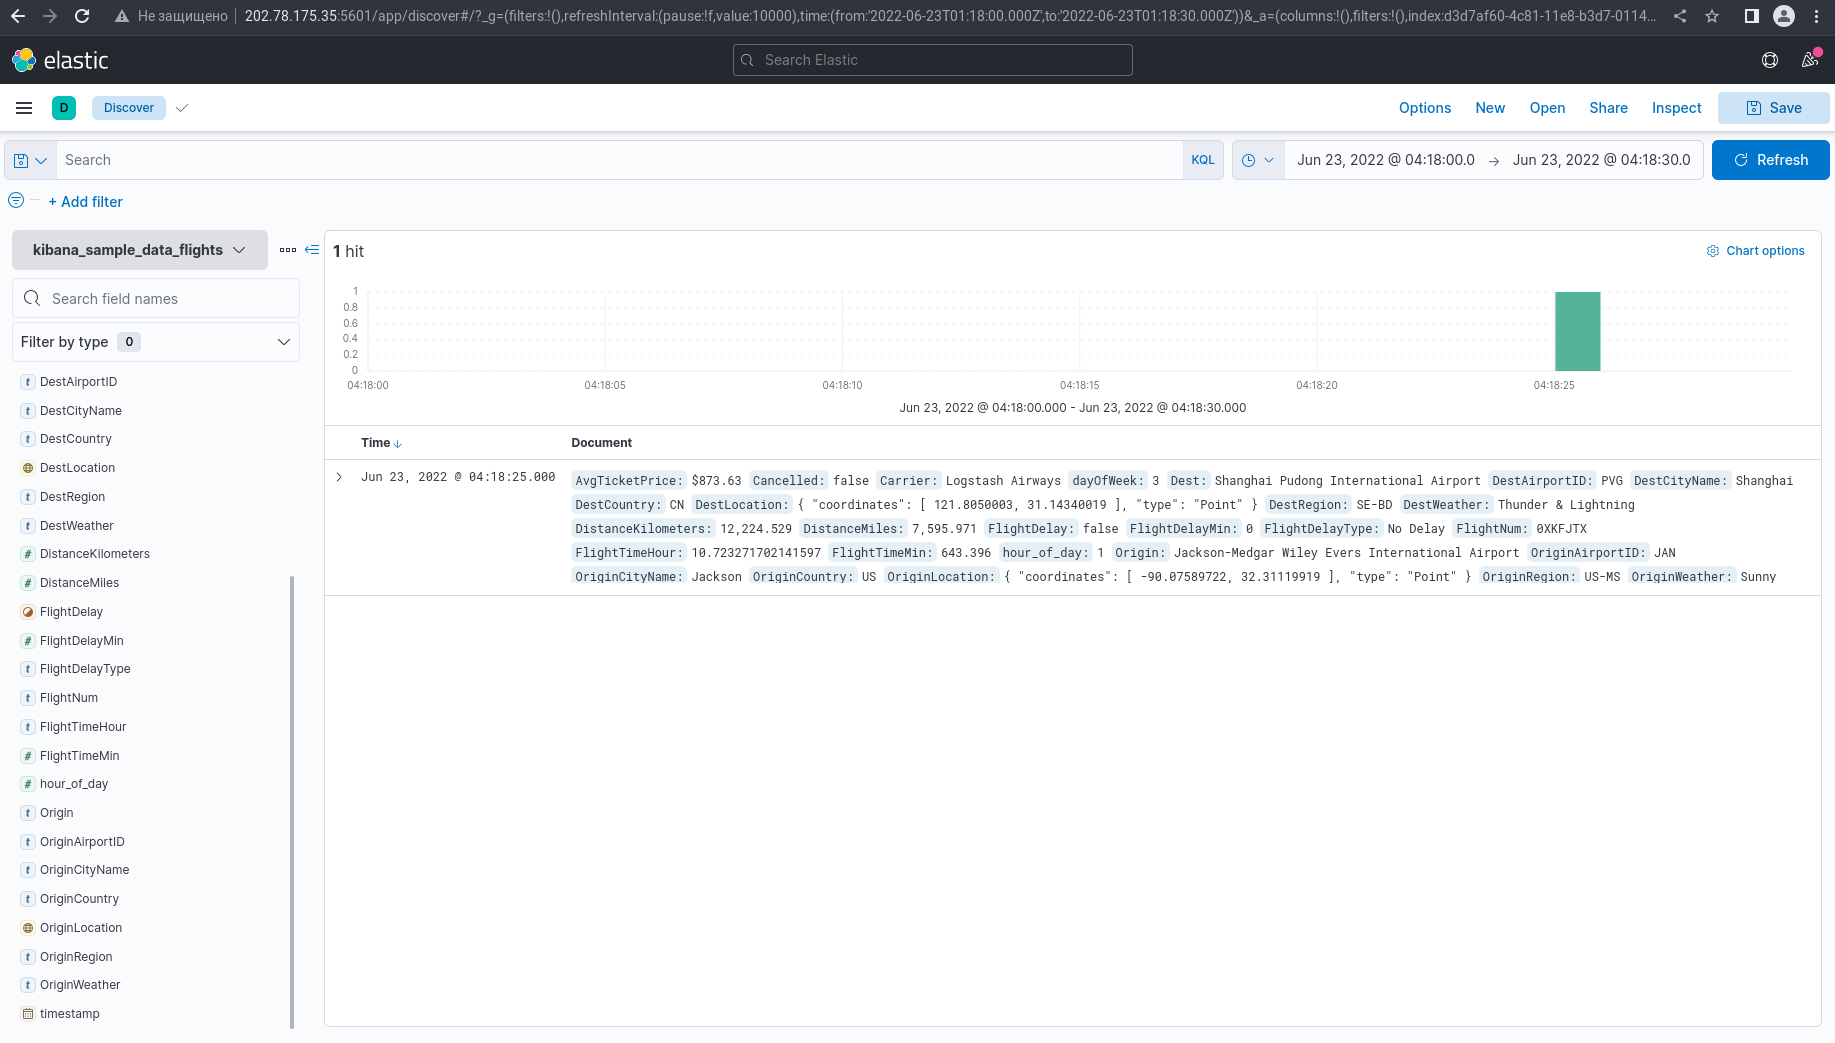 Не защищено
202.78.175.35:5601/app/discover#/?_g=(filters:!(),refreshInterval:(pause:!f,value:10000),time:(from:'2022-06-23T01:18:00.000Z',to:'2022-06-23T01:18:30.000Z'))&_a=(columns:!(),filters:!(),index:d3d7af60-4c81-11e8-b3d7-0114...
elastic
Search Elastic
D
Discover
Options
New
Open
Share
Inspect
Save
Search
KQL
Jun 23, 2022 @ 04:18:00.0
→
Jun 23, 2022 @ 04:18:30.0
Refresh
+ Add filter
kibana_sample_data_flights
Search field names
Filter by type 0
t DestAirportID
t DestCityName
t DestCountry
DestLocation
t DestRegion
t DestWeather
# DistanceKilometers
# DistanceMiles
FlightDelay
# FlightDelayMin
t FlightDelayType
t FlightNum
t FlightTimeHour
# FlightTimeMin
# hour_of_day
t Origin
t OriginAirportID
t OriginCityName
t OriginCountry
OriginLocation
t OriginRegion
t OriginWeather
timestamp
1 hit
Chart options
1
0.8
0.6
0.4
0.2
0
04:18:00 04:18:05 04:18:10 04:18:15 04:18:20 04:18:25
Jun 23, 2022 @ 04:18:00.000 - Jun 23, 2022 @ 04:18:30.000
Time ↓ Document
Jun 23, 2022 @ 04:18:25.000
AvgTicketPrice: $873.63 Cancelled: false Carrier: Logstash Airways dayOfWeek: 3 Dest: Shanghai Pudong International Airport DestAirportID: PVG DestCityName: Shanghai
DestCountry: CN DestLocation: { "coordinates": [ 121.8050003, 31.14340019 ], "type": "Point" } DestRegion: SE-BD DestWeather: Thunder & Lightning
DistanceKilometers: 12,224.529 DistanceMiles: 7,595.971 FlightDelay: false FlightDelayMin: 0 FlightDelayType: No Delay FlightNum: 0XKFJTX
FlightTimeHour: 10.723271702141597 FlightTimeMin: 643.396 hour_of_day: 1 Origin: Jackson-Medgar Wiley Evers International Airport OriginAirportID: JAN
OriginCityName: Jackson OriginCountry: US OriginLocation: { "coordinates": [ -90.07589722, 32.31119919 ], "type": "Point" } OriginRegion: US-MS OriginWeather: Sunny